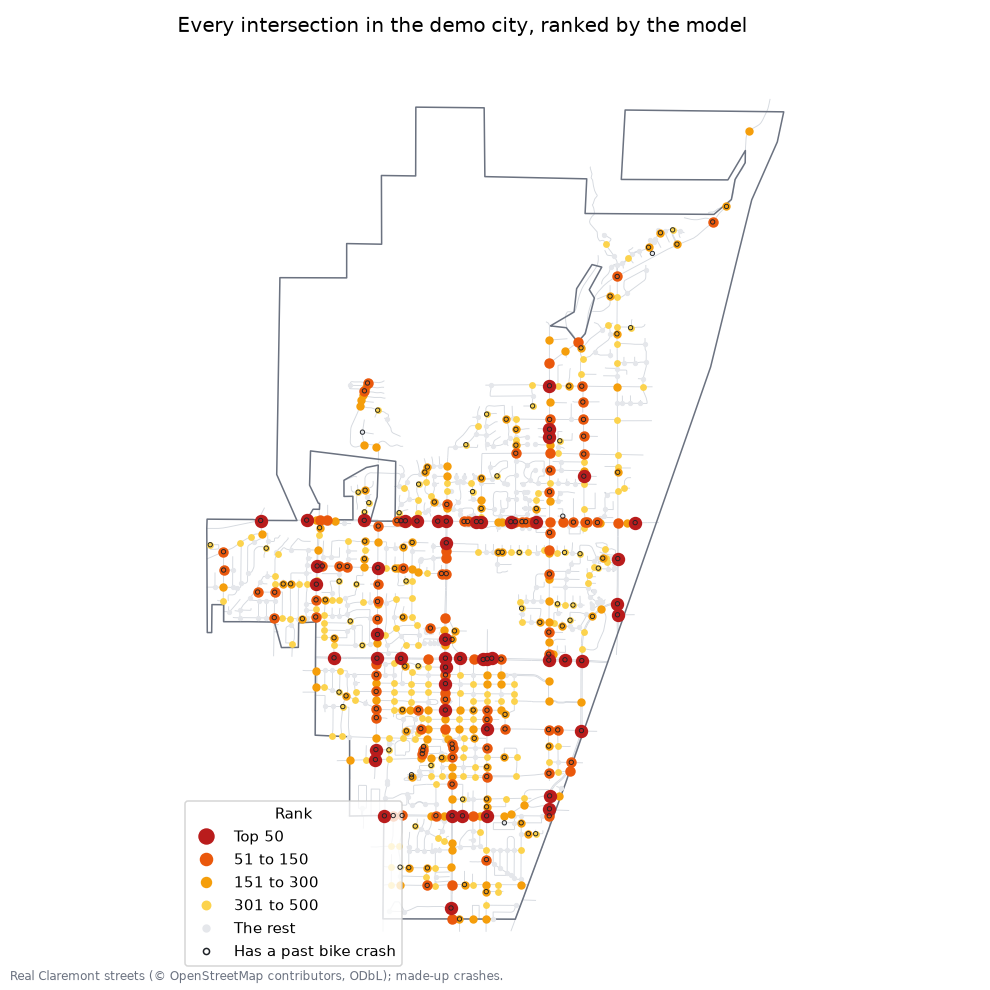 Every intersection in the demo city, ranked by the model
Rank
Top 50
51 to 150
151 to 300
301 to 500
The rest
Has a past bike crash
Real Claremont streets (© OpenStreetMap contributors, ODbL); made-up crashes.